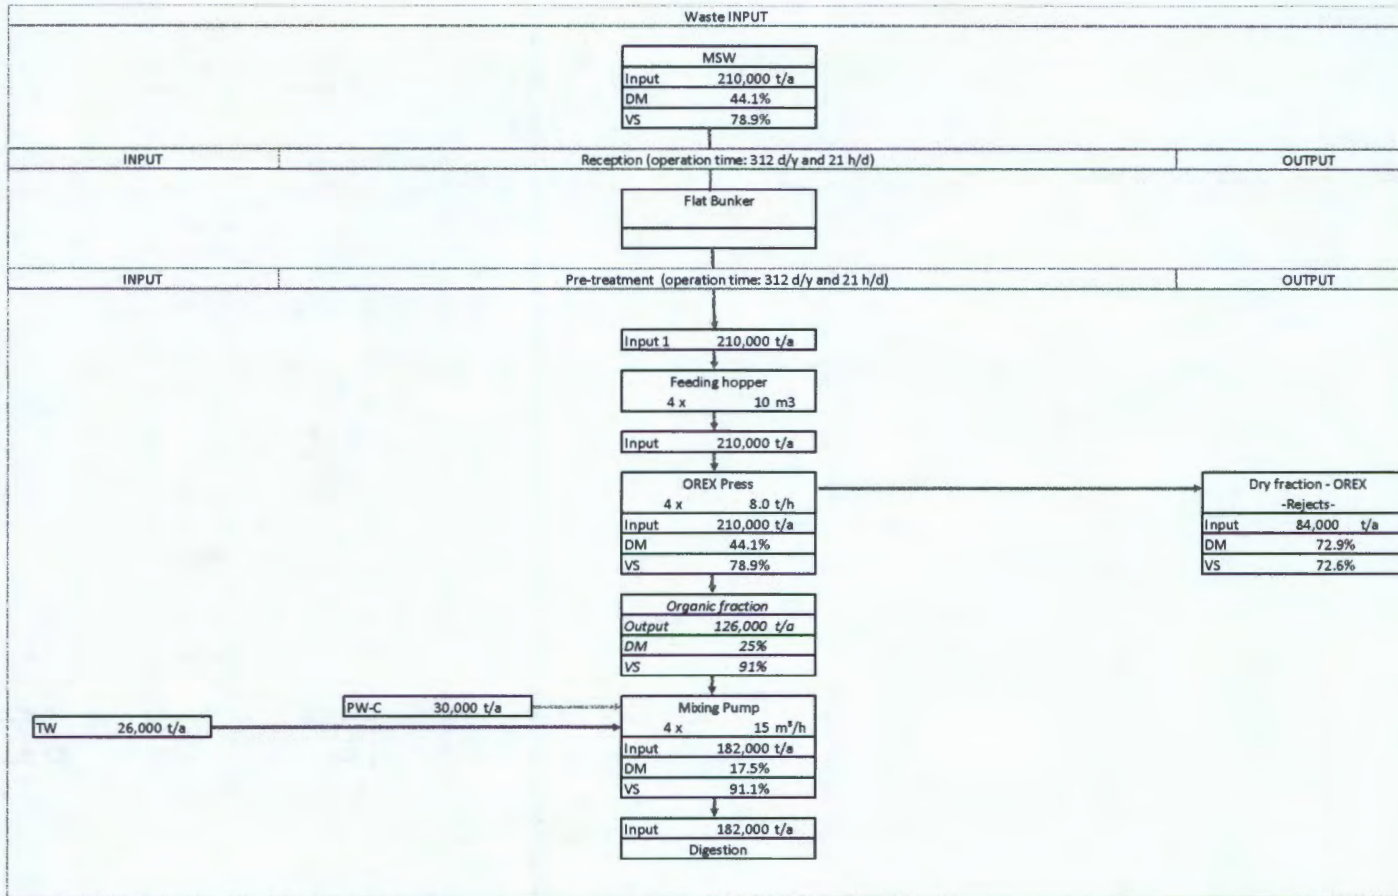 Waste INPUT
MSW
Input 210,000 t/a
DM 44.1%
VS 78.9%
INPUT Reception (operation time: 312 d/y and 21 h/d) OUTPUT
Flat Bunker
INPUT Pre-treatment (operation time: 312 d/y and 21 h/d) OUTPUT
Input 1 210,000 t/a
Feeding hopper
4 x 10 m3
Input 210,000 t/a
OREX Press
4 x 8.0 t/h
Input 210,000 t/a
DM 44.1%
VS 78.9%
Dry fraction - OREX
-Rejects-
Input 84,000 t/a
DM 72.9%
VS 72.6%
Organic fraction
Output 126,000 t/a
DM 25%
VS 91%
PW-C 30,000 t/a
TW 26,000 t/a
Mixing Pump
4 x 15 m³/h
Input 182,000 t/a
DM 17.5%
VS 91.1%
Input 182,000 t/a
Digestion